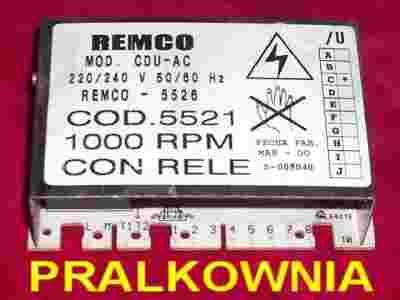 REMCO
MOD. CDU-AC
220/240 V 50/60 Hz
REMCO - 5526
COD.5521
1000 RPM
CON RELE
/U
A
B
C
D
E
F
G
H
I
J
FECHA FAB.
MAR - 00
PRALKOWNIA